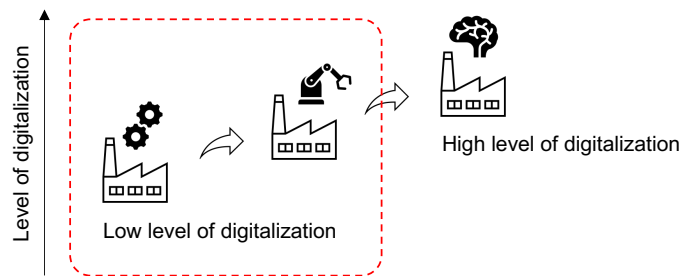 Level of digitalization
Low level of digitalization
High level of digitalization